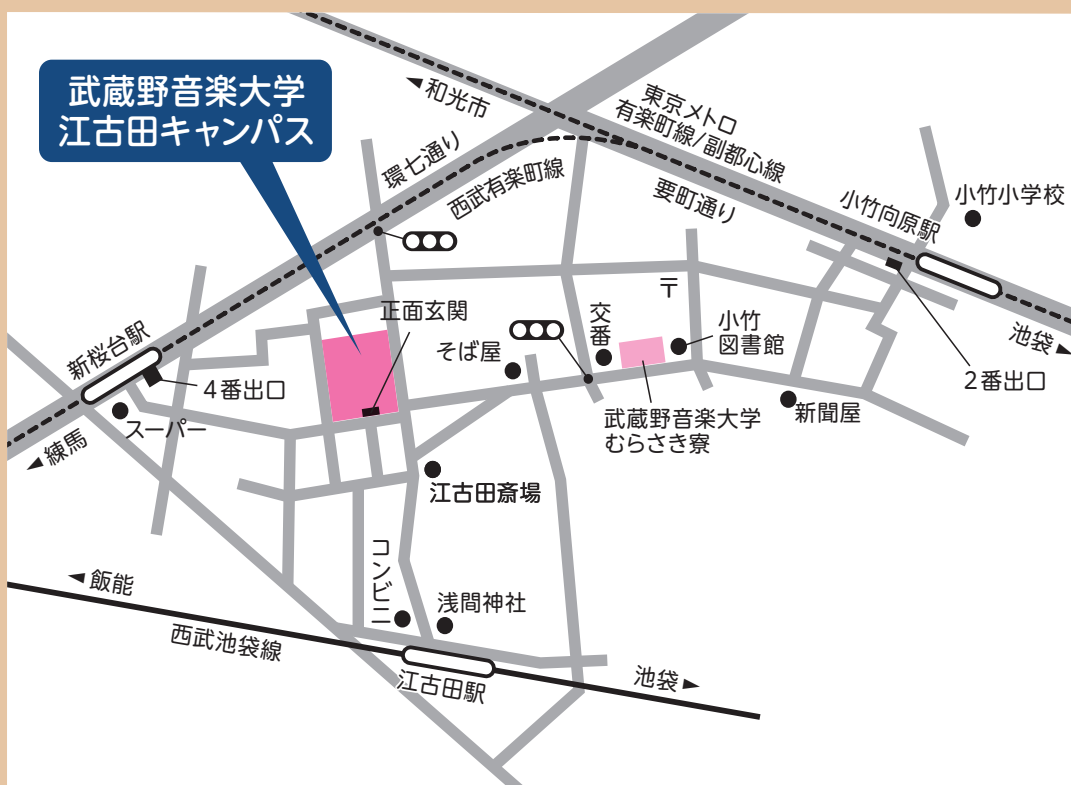 武蔵野音楽大学
江古田キャンパス
和光市
東京メトロ
有楽町線/副都心線
環七通り
西武有楽町線
要町通り
小竹向原駅
小竹小学校
〒
正面玄関
交番
小竹
図書館
池袋
新桜台駅
そば屋
4番出口
2番出口
スーパー
武蔵野音楽大学
むらさき寮
新聞屋
練馬
江古田斎場
コンビニ
飯能
浅間神社
西武池袋線
江古田駅
池袋